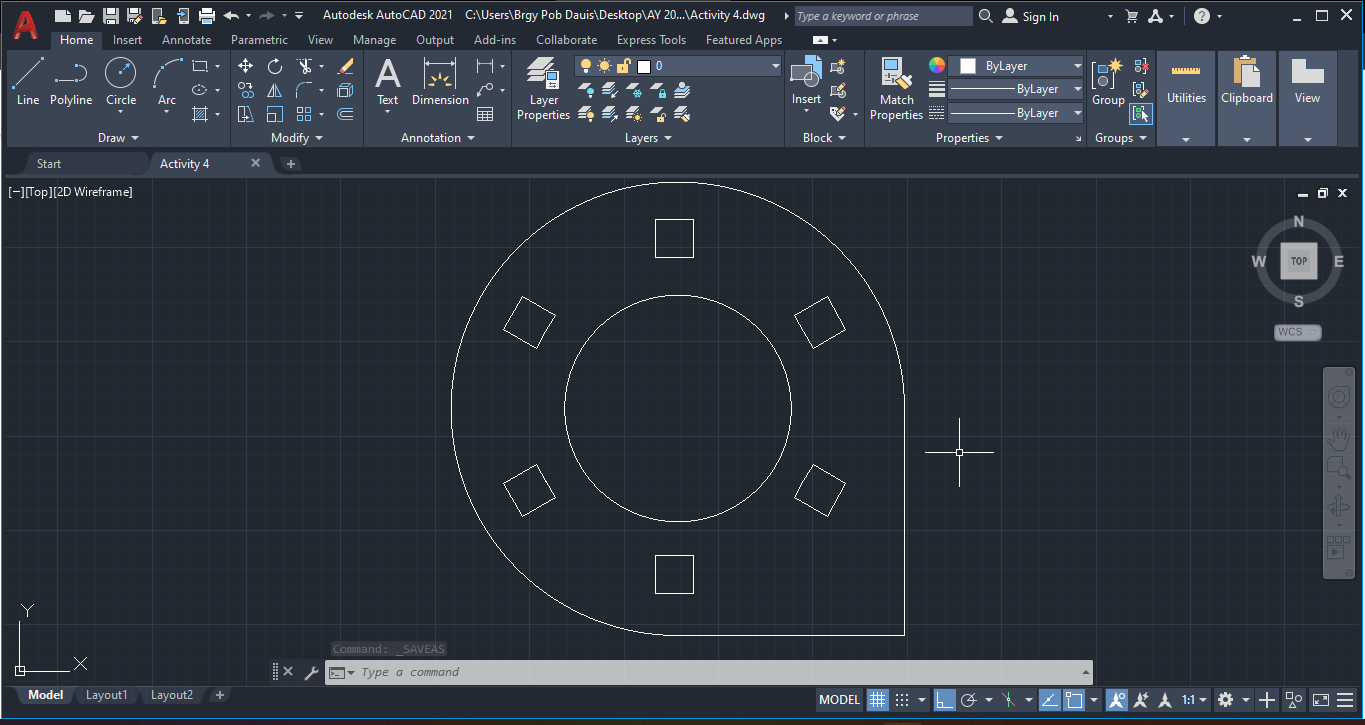 Autodesk AutoCAD 2021 C:\Users\Brgy Pob Dauis\Desktop\AY 20...\Activity 4.dwg Type a keyword or phrase Sign In
Home Insert Annotate Parametric View Manage Output Add-ins Collaborate Express Tools Featured Apps
0
ByLayer
ByLayer
ByLayer
Line Polyline Circle Arc
Text Dimension
Layer
Properties
Insert
Match
Properties
Group
Utilities
Clipboard
View
Draw Modify Annotation Layers Block Properties Groups
Start Activity 4
[−][Top][2D Wireframe]
N
W TOP E
S
WCS
Y
X
Command: _SAVEAS
Type a command
Model Layout1 Layout2
MODEL 1:1